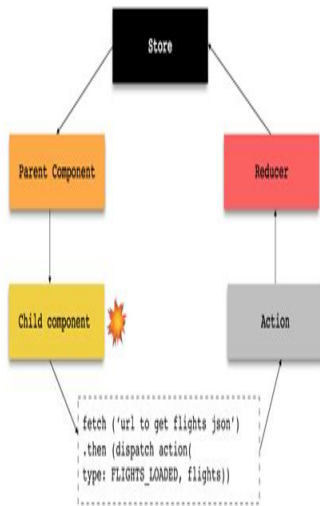 Store
Parent Component
Reducer
Child component
Action
fetch ('url to get flights json')
.then (dispatch action(
type: FLIGHTS_LOADED, flights))